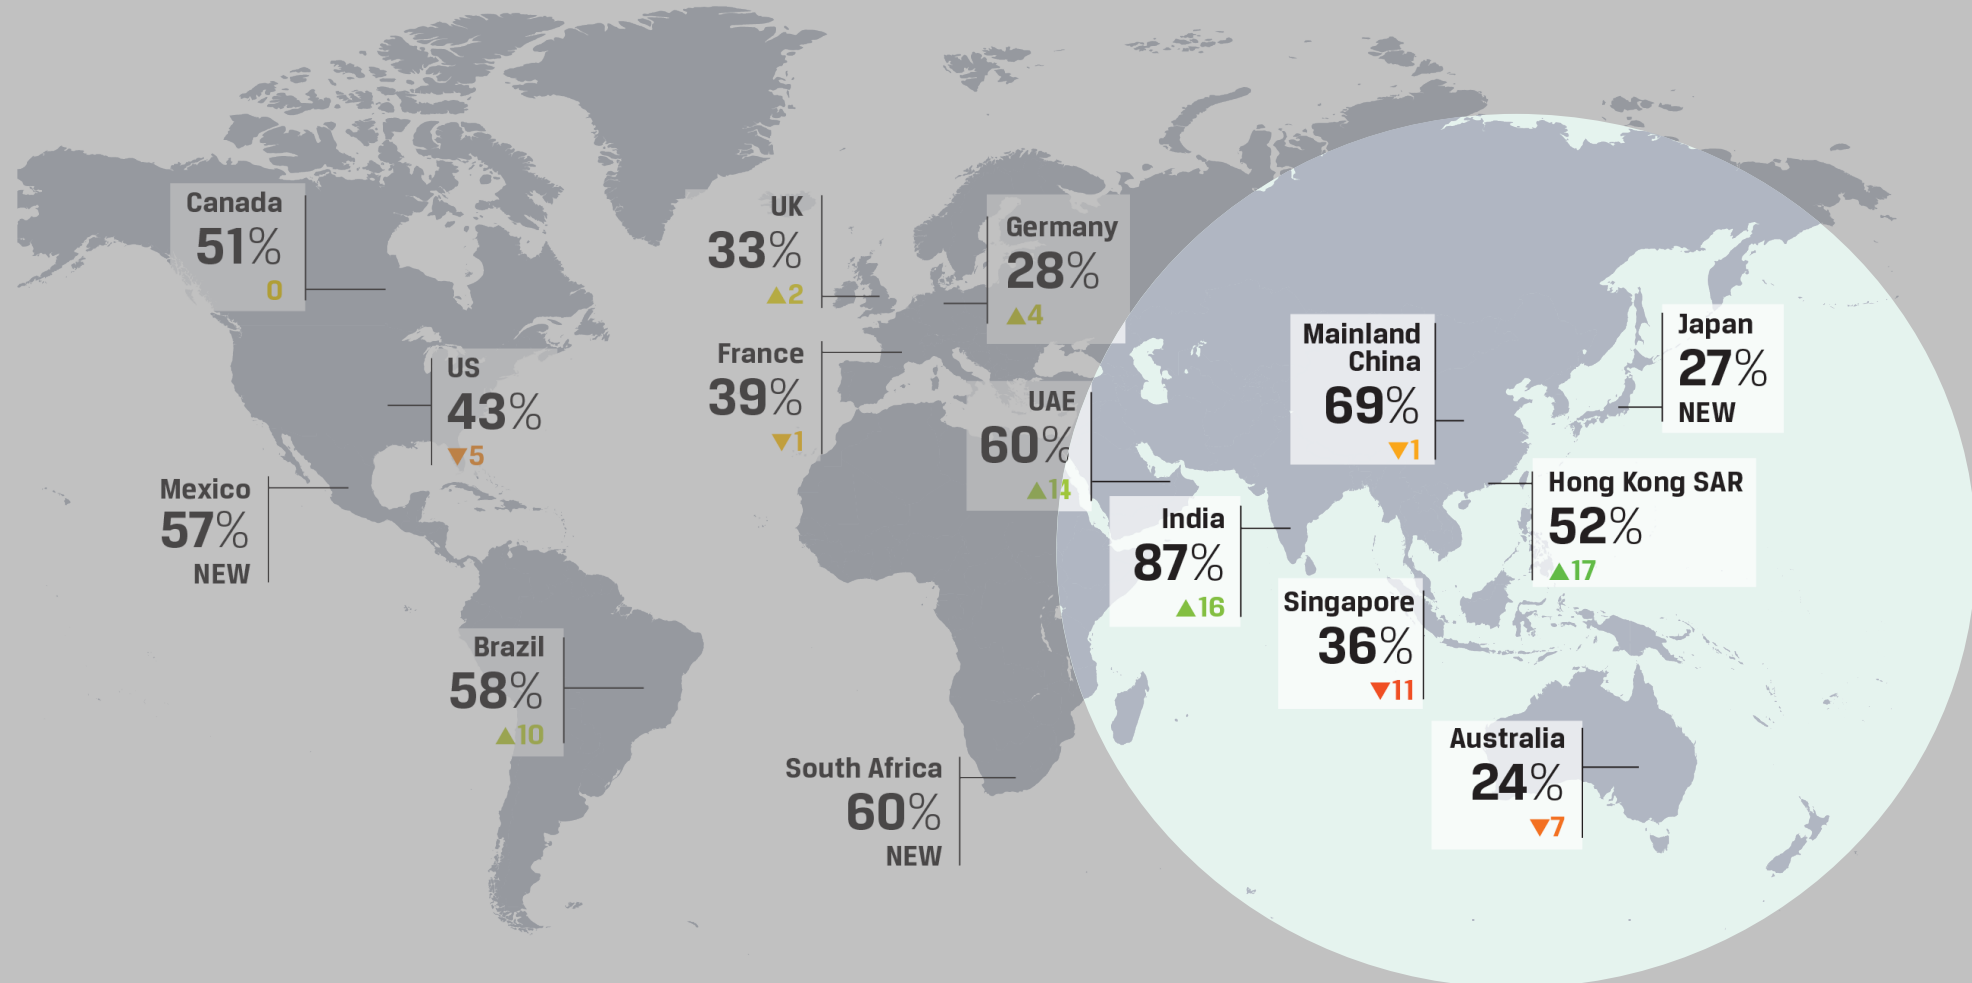 Canada
51%
0
US
43%
▼5
Mexico
57%
NEW
Brazil
58%
▲10
UK
33%
▲2
France
39%
▼1
Germany
28%
▲4
UAE
60%
▲14
South Africa
60%
NEW
India
87%
▲16
Mainland
China
69%
▼1
Japan
27%
NEW
Hong Kong SAR
52%
▲17
Singapore
36%
▼11
Australia
24%
▼7